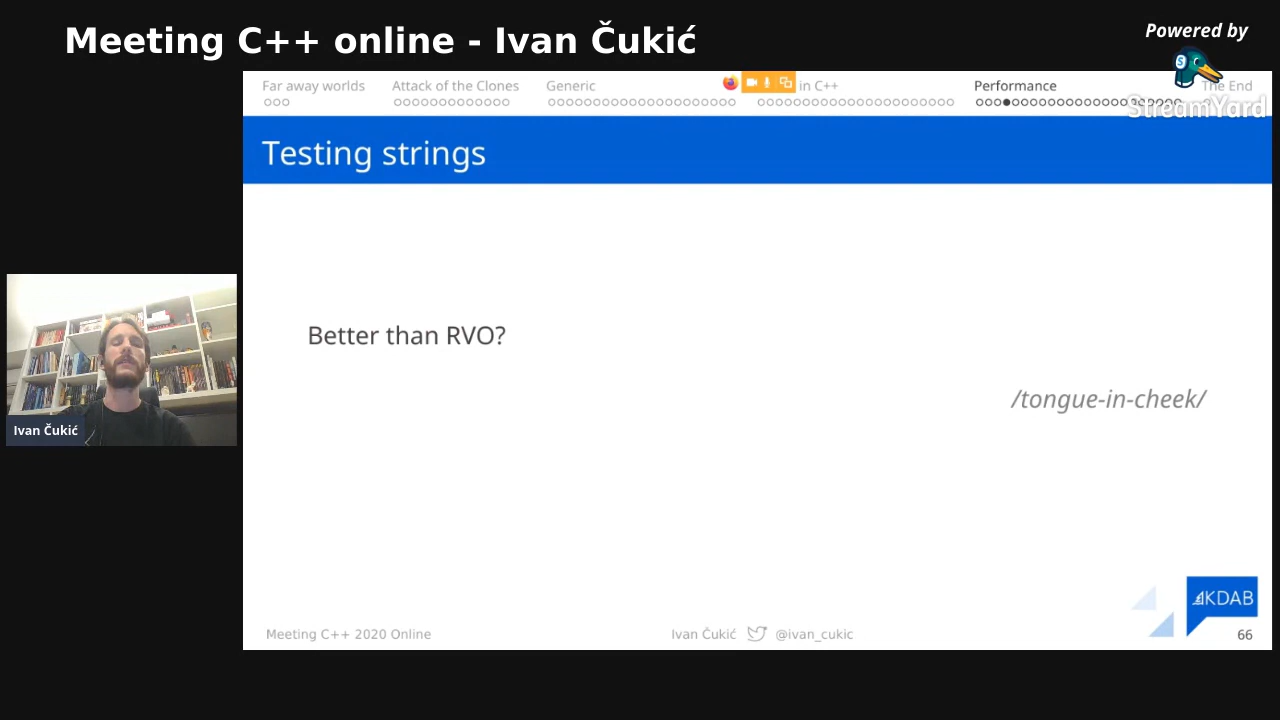 Meeting C++ online - Ivan Čukić
Powered by
StreamYard
Far away worlds
Attack of the Clones
Generic
in C++
Performance
The End
Testing strings
Better than RVO?
/tongue-in-cheek/
Ivan Čukić
KDAB
Meeting C++ 2020 Online
Ivan Čukić
@ivan_cukic
66